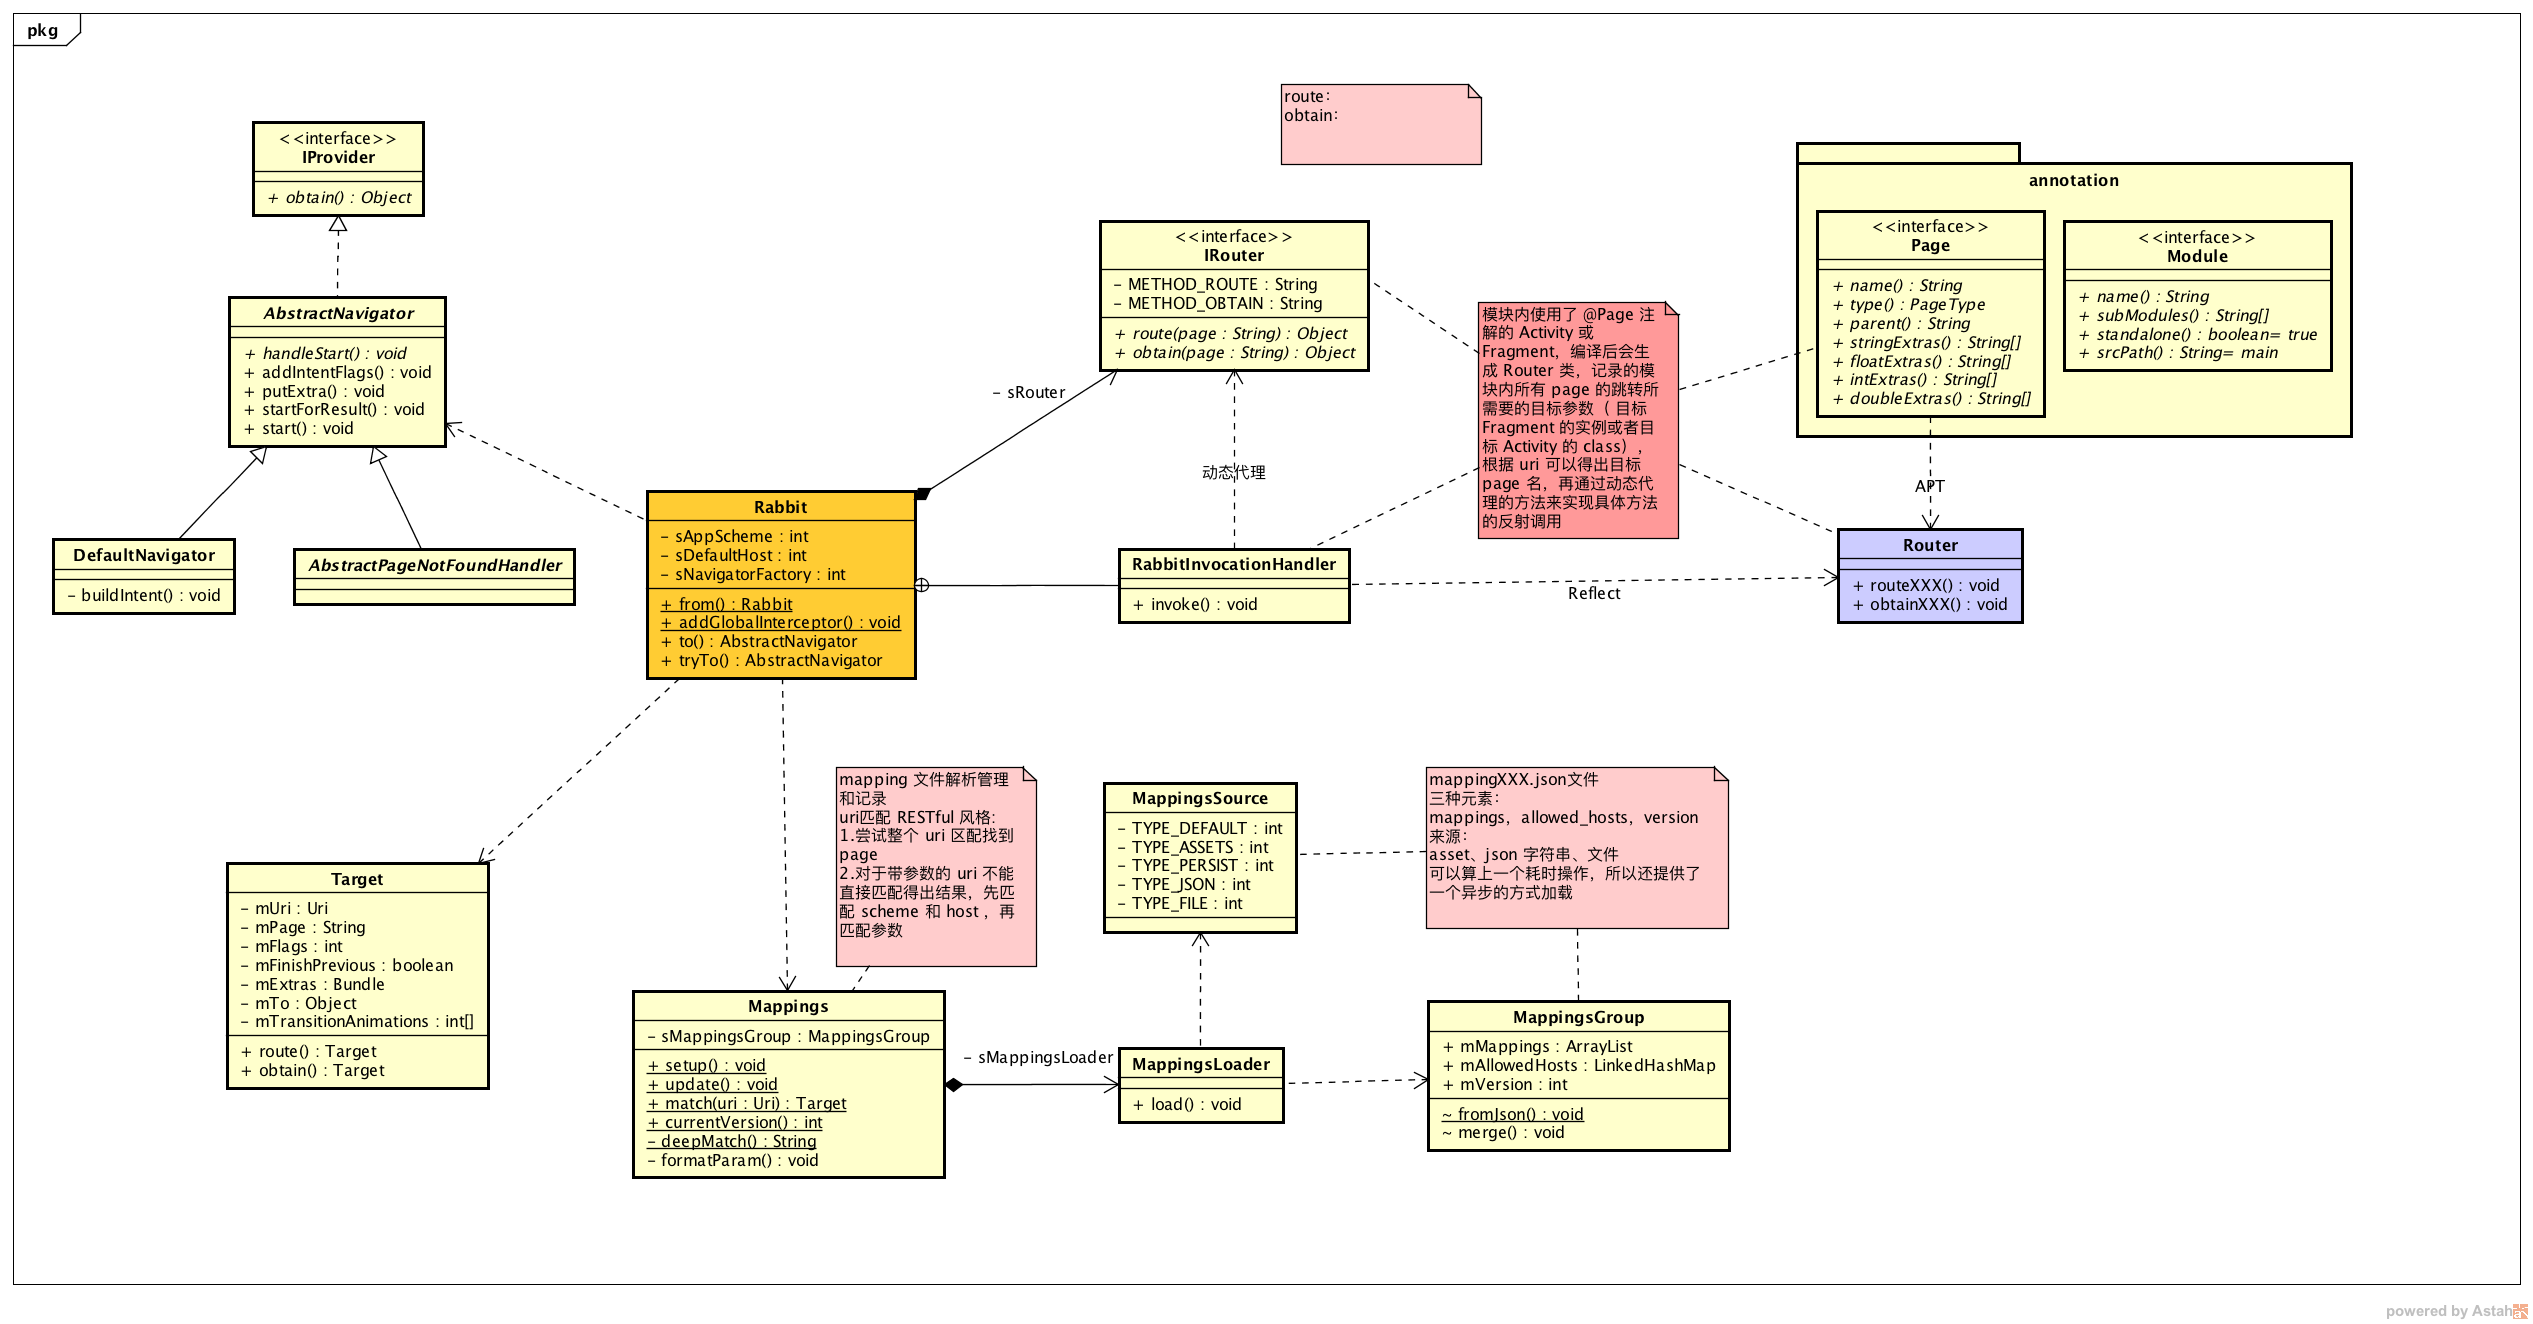 pkg
<<interface>>
IProvider
+ obtain() : Object
AbstractNavigator
+ handleStart() : void
+ addIntentFlags() : void
+ putExtra() : void
+ startForResult() : void
+ start() : void
DefaultNavigator
- buildIntent() : void
AbstractPageNotFoundHandler
Rabbit
- sAppScheme : int
- sDefaultHost : int
- sNavigatorFactory : int
+ from() : Rabbit
+ addGlobalInterceptor() : void
+ to() : AbstractNavigator
+ tryTo() : AbstractNavigator
route:
obtain:
<<interface>>
IRouter
- METHOD_ROUTE : String
- METHOD_OBTAIN : String
+ route(page : String) : Object
+ obtain(page : String) : Object
- sRouter
动态代理
RabbitInvocationHandler
+ invoke() : void
Reflect
模块内使用了 @Page 注
解的 Activity 或
Fragment，编译后会生
成 Router 类，记录的模
块内所有 page 的跳转所
需要的目标参数（ 目标
Fragment 的实例或者目
标 Activity 的 class），
根据 uri 可以得出目标
page 名，再通过动态代
理的方法来实现具体方法
的反射调用
annotation
<<interface>>
Page
+ name() : String
+ type() : PageType
+ parent() : String
+ stringExtras() : String[]
+ floatExtras() : String[]
+ intExtras() : String[]
+ doubleExtras() : String[]
<<interface>>
Module
+ name() : String
+ subModules() : String[]
+ standalone() : boolean= true
+ srcPath() : String= main
APT
Router
+ routeXXX() : void
+ obtainXXX() : void
Target
- mUri : Uri
- mPage : String
- mFlags : int
- mFinishPrevious : boolean
- mExtras : Bundle
- mTo : Object
- mTransitionAnimations : int[]
+ route() : Target
+ obtain() : Target
mapping 文件解析管理
和记录
uri匹配 RESTful 风格:
1.尝试整个 uri 区配找到
page
2.对于带参数的 uri 不能
直接匹配得出结果，先匹
配 scheme 和 host ，再
匹配参数
Mappings
- sMappingsGroup : MappingsGroup
+ setup() : void
+ update() : void
+ match(uri : Uri) : Target
+ currentVersion() : int
- deepMatch() : String
- formatParam() : void
- sMappingsLoader
MappingsSource
- TYPE_DEFAULT : int
- TYPE_ASSETS : int
- TYPE_PERSIST : int
- TYPE_JSON : int
- TYPE_FILE : int
MappingsLoader
+ load() : void
mappingXXX.json文件
三种元素：
mappings，allowed_hosts，version
来源：
asset、json 字符串、文件
可以算上一个耗时操作，所以还提供了
一个异步的方式加载
MappingsGroup
+ mMappings : ArrayList
+ mAllowedHosts : LinkedHashMap
+ mVersion : int
~ fromJson() : void
~ merge() : void
powered by Astah